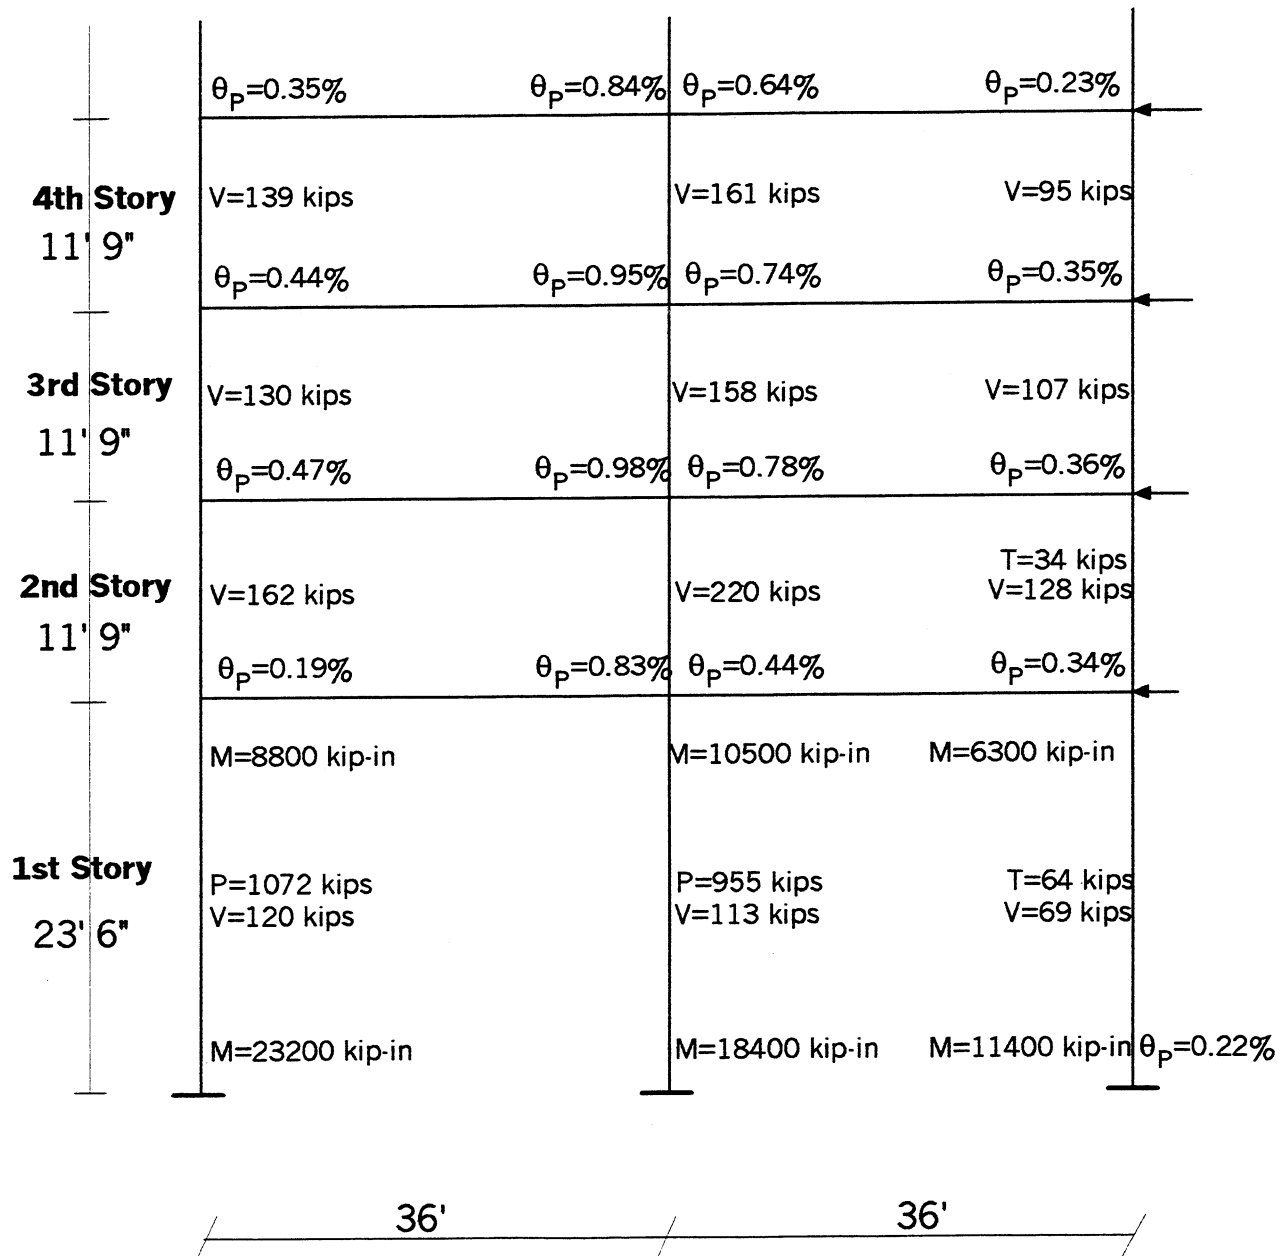 θP=0.35% θP=0.84% θP=0.64% θP=0.23%
4th Story V=139 kips V=161 kips V=95 kips
11' 9"
θP=0.44% θP=0.95% θP=0.74% θP=0.35%
3rd Story V=130 kips V=158 kips V=107 kips
11' 9"
θP=0.47% θP=0.98% θP=0.78% θP=0.36%
T=34 kips
2nd Story V=162 kips V=220 kips V=128 kips
11' 9"
θP=0.19% θP=0.83% θP=0.44% θP=0.34%
M=8800 kip-in M=10500 kip-in M=6300 kip-in
1st Story P=1072 kips P=955 kips T=64 kips
V=120 kips V=113 kips V=69 kips
23' 6"
M=23200 kip-in M=18400 kip-in M=11400 kip-in θP=0.22%
36' 36'